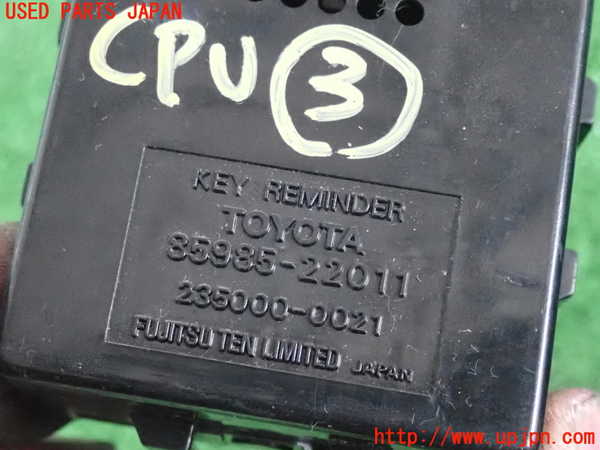 USED PARTS JAPAN
CPU 3
KEY REMINDER
TOYOTA
85985-22011
235000-0021
FUJITSU TEN LIMITED JAPAN
http://www.upjpn.com/